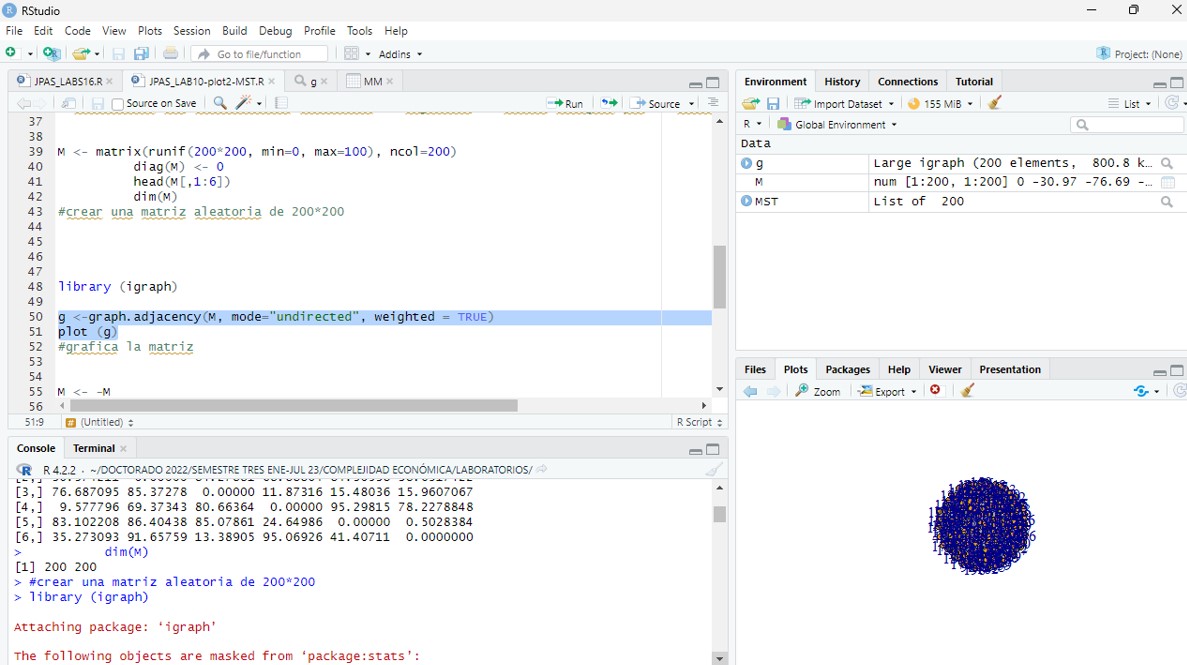 RStudio
File Edit Code View Plots Session Build Debug Profile Tools Help
Go to file/function Addins Project: (None)
JPAS_LABS16.R JPAS_LAB10-plot2-MST.R g MM
Source on Save Run Source
37
38
39 M <- matrix(runif(200*200, min=0, max=100), ncol=200)
40 diag(M) <- 0
41 head(M[,1:6])
42 dim(M)
43 #crear una matriz aleatoria de 200*200
44
45
46
47
48 library (igraph)
49
50 g <-graph.adjacency(M, mode="undirected", weighted = TRUE)
51 plot (g)
52 #grafica la matriz
53
54
55 M <- -M
56
51:9 (Untitled) R Script
Console Terminal
R 4.2.2 · ~/DOCTORADO 2022/SEMESTRE TRES ENE-JUL 23/COMPLEJIDAD ECONÓMICA/LABORATORIOS/
[3,] 76.687095 85.37278 0.00000 11.87316 15.48036 15.9607067
[4,] 9.577796 69.37343 80.66364 0.00000 95.29815 78.2278848
[5,] 83.102208 86.40438 85.07861 24.64986 0.00000 0.5028384
[6,] 35.273093 91.65759 13.38905 95.06926 41.40711 0.0000000
> dim(M)
[1] 200 200
> #crear una matriz aleatoria de 200*200
> library (igraph)
Attaching package: ‘igraph’
The following objects are masked from ‘package:stats’:
Environment History Connections Tutorial
Import Dataset 155 MiB List
R Global Environment
Data
g Large igraph (200 elements, 800.8 k…
M num [1:200, 1:200] 0 -30.97 -76.69 -…
MST List of 200
Files Plots Packages Help Viewer Presentation
Zoom Export